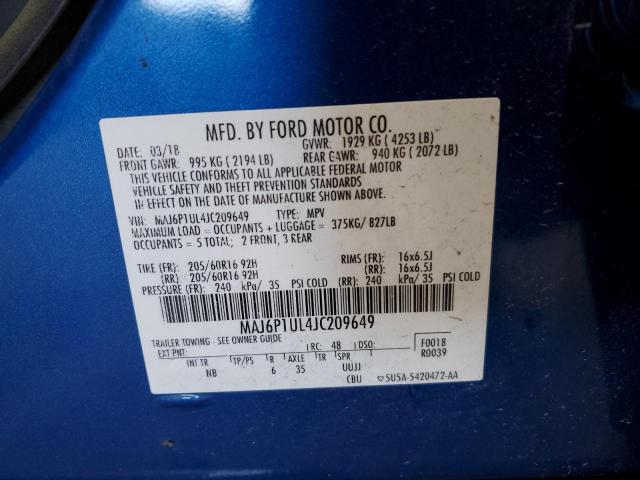 MFD. BY FORD MOTOR CO.
DATE: 03/18 GVWR: 1929 KG ( 4253 LB)
FRONT GAWR: 995 KG ( 2194 LB) REAR GAWR: 940 KG ( 2072 LB)
THIS VEHICLE CONFORMS TO ALL APPLICABLE FEDERAL MOTOR
VEHICLE SAFETY AND THEFT PREVENTION STANDARDS
IN EFFECT ON THE DATE OF MANUFACTURE SHOWN ABOVE.
VIN: MAJ6P1UL4JC209649 TYPE: MPV
MAXIMUM LOAD = OCCUPANTS + LUGGAGE = 375KG/ 827LB
OCCUPANTS = 5 TOTAL; 2 FRONT, 3 REAR
TIRE (FR): 205/60R16 92H RIMS (FR): 16x6.5J
(RR): 205/60R16 92H (RR): 16x6.5J
PRESSURE (FR): 240 kPa/ 35 PSI COLD (RR): 240 kPa/ 35 PSI COLD
MAJ6P1UL4JC209649
TRAILER TOWING - SEE OWNER GUIDE
EXT PNT: RC: 48 DSO: F0018
R0039
INT TR TP/PS R AXLE TR SPR
NB 6 35 UUJJ
CBU 5U5A-5420472-AA